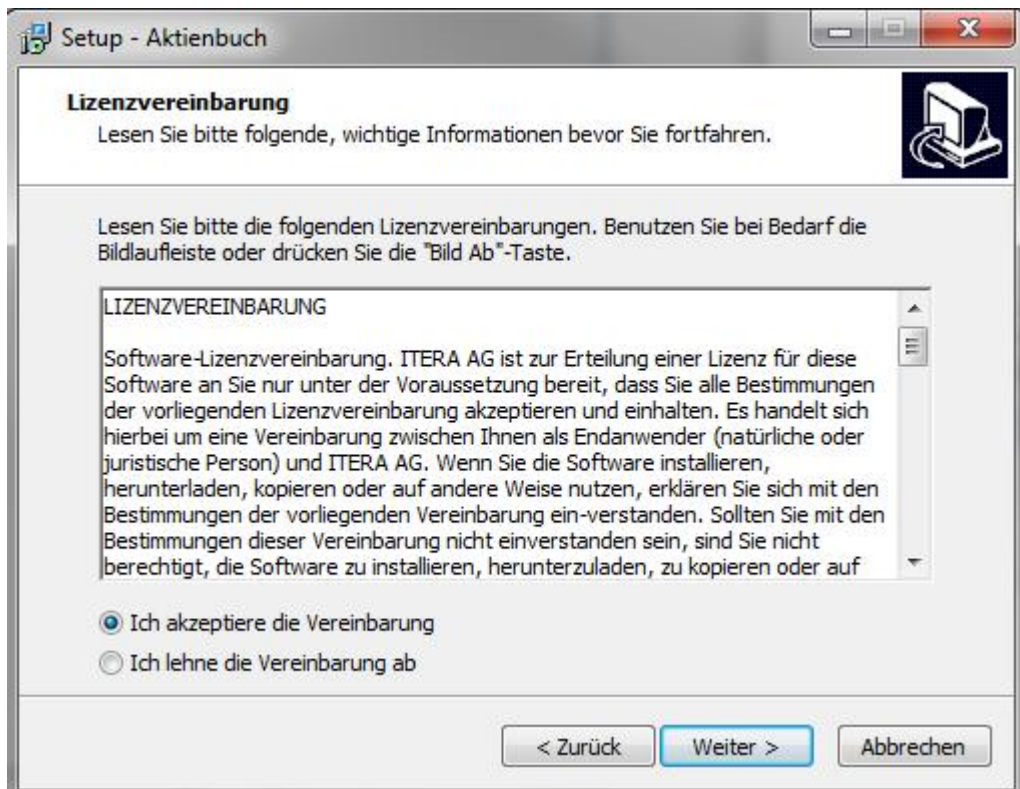 Setup - Aktienbuch
Lizenzvereinbarung
Lesen Sie bitte folgende, wichtige Informationen bevor Sie fortfahren.
Lesen Sie bitte die folgenden Lizenzvereinbarungen. Benutzen Sie bei Bedarf die
Bildlaufleiste oder drücken Sie die "Bild Ab"-Taste.
LIZENZVEREINBARUNG
Software-Lizenzvereinbarung. ITERA AG ist zur Erteilung einer Lizenz für diese
Software an Sie nur unter der Voraussetzung bereit, dass Sie alle Bestimmungen
der vorliegenden Lizenzvereinbarung akzeptieren und einhalten. Es handelt sich
hierbei um eine Vereinbarung zwischen Ihnen als Endanwender (natürliche oder
juristische Person) und ITERA AG. Wenn Sie die Software installieren,
herunterladen, kopieren oder auf andere Weise nutzen, erklären Sie sich mit den
Bestimmungen der vorliegenden Vereinbarung ein-verstanden. Sollten Sie mit den
Bestimmungen dieser Vereinbarung nicht einverstanden sein, sind Sie nicht
berechtigt, die Software zu installieren, herunterzuladen, zu kopieren oder auf
Ich akzeptiere die Vereinbarung
Ich lehne die Vereinbarung ab
< Zurück
Weiter >
Abbrechen